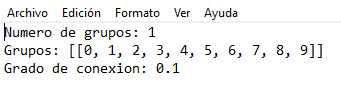 Archivo Edición Formato Ver Ayuda
Numero de grupos: 1
Grupos: [[0, 1, 2, 3, 4, 5, 6, 7, 8, 9]]
Grado de conexion: 0.1